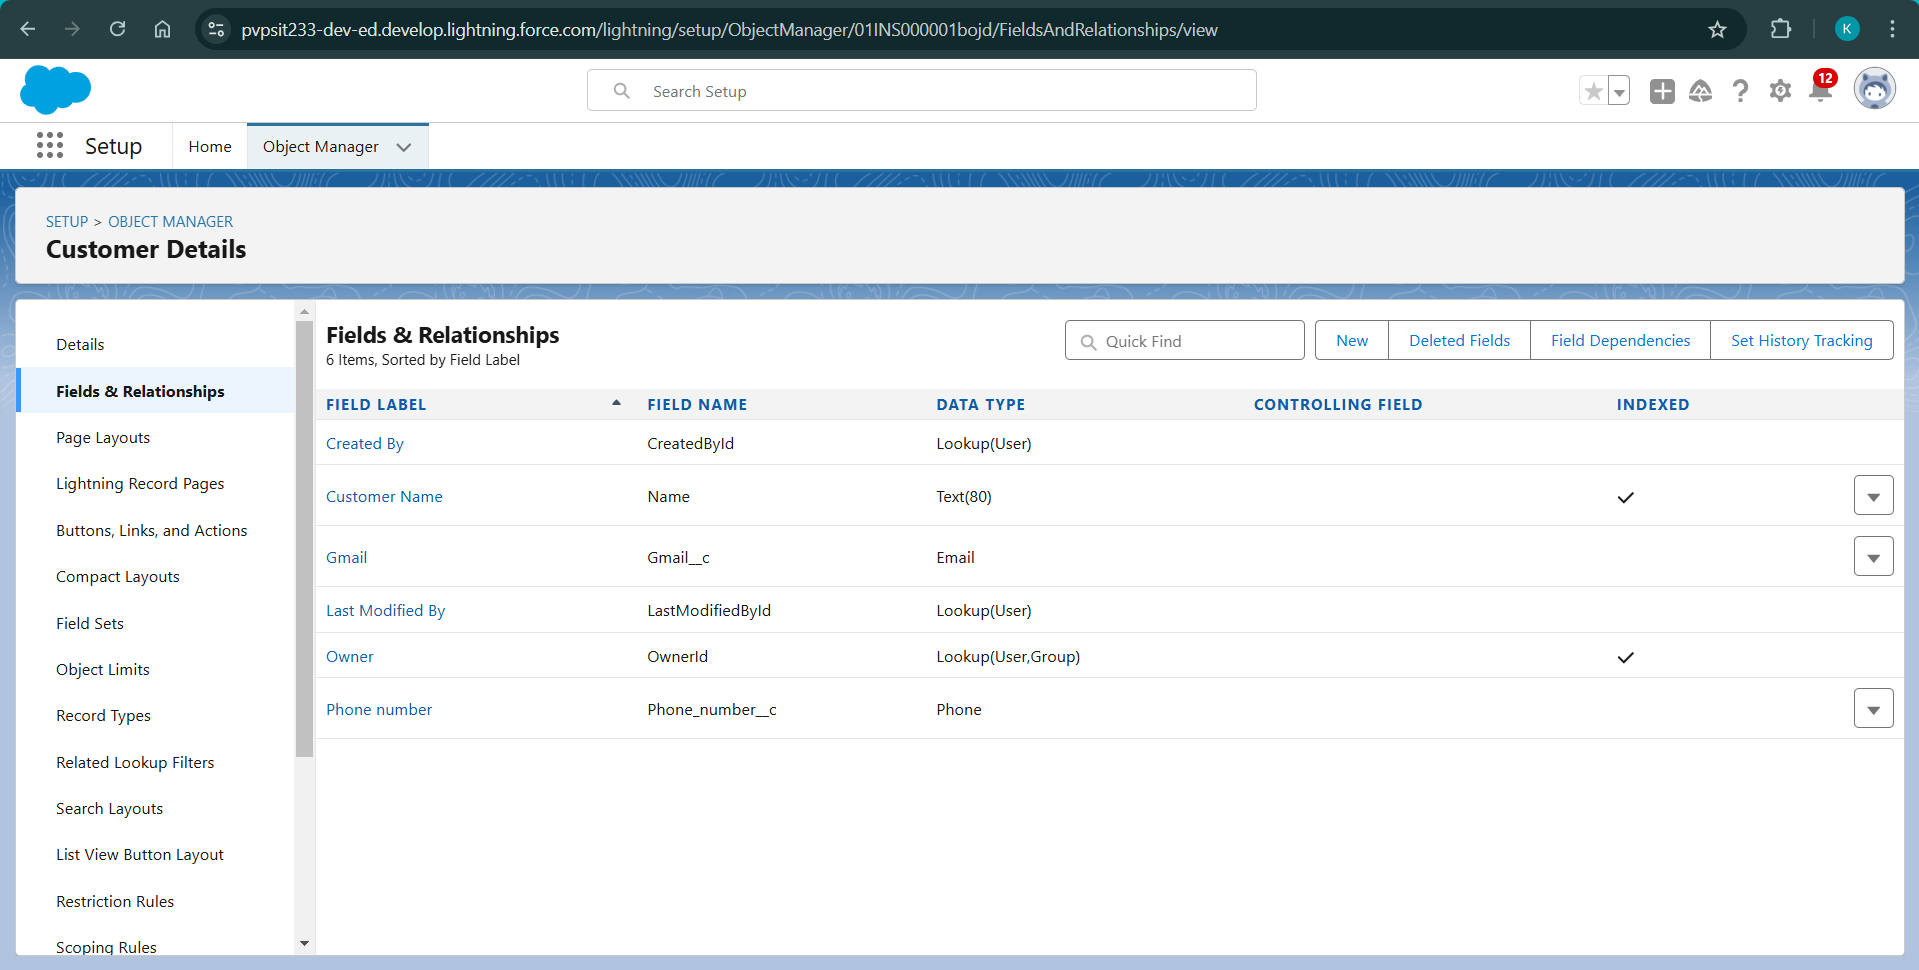 pvpsit233-dev-ed.develop.lightning.force.com/lightning/setup/ObjectManager/01INS000001bojd/FieldsAndRelationships/view
K
Search Setup
12
Setup
Home
Object Manager
SETUP > OBJECT MANAGER
Customer Details
Details
Fields & Relationships
Page Layouts
Lightning Record Pages
Buttons, Links, and Actions
Compact Layouts
Field Sets
Object Limits
Record Types
Related Lookup Filters
Search Layouts
List View Button Layout
Restriction Rules
Scoping Rules
Fields & Relationships
6 Items, Sorted by Field Label
Quick Find
New
Deleted Fields
Field Dependencies
Set History Tracking
FIELD LABEL FIELD NAME DATA TYPE CONTROLLING FIELD INDEXED
Created By CreatedById Lookup(User)
Customer Name Name Text(80)
Gmail Gmail__c Email
Last Modified By LastModifiedById Lookup(User)
Owner OwnerId Lookup(User,Group)
Phone number Phone_number__c Phone